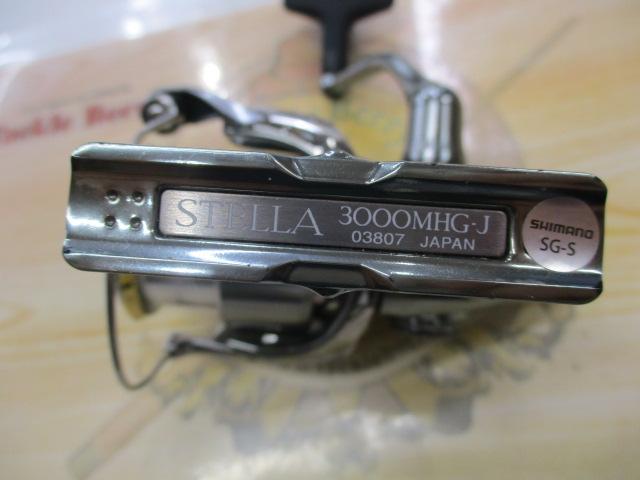 STELLA 3000MHG-J
03807 JAPAN
SHIMANO
SG-S